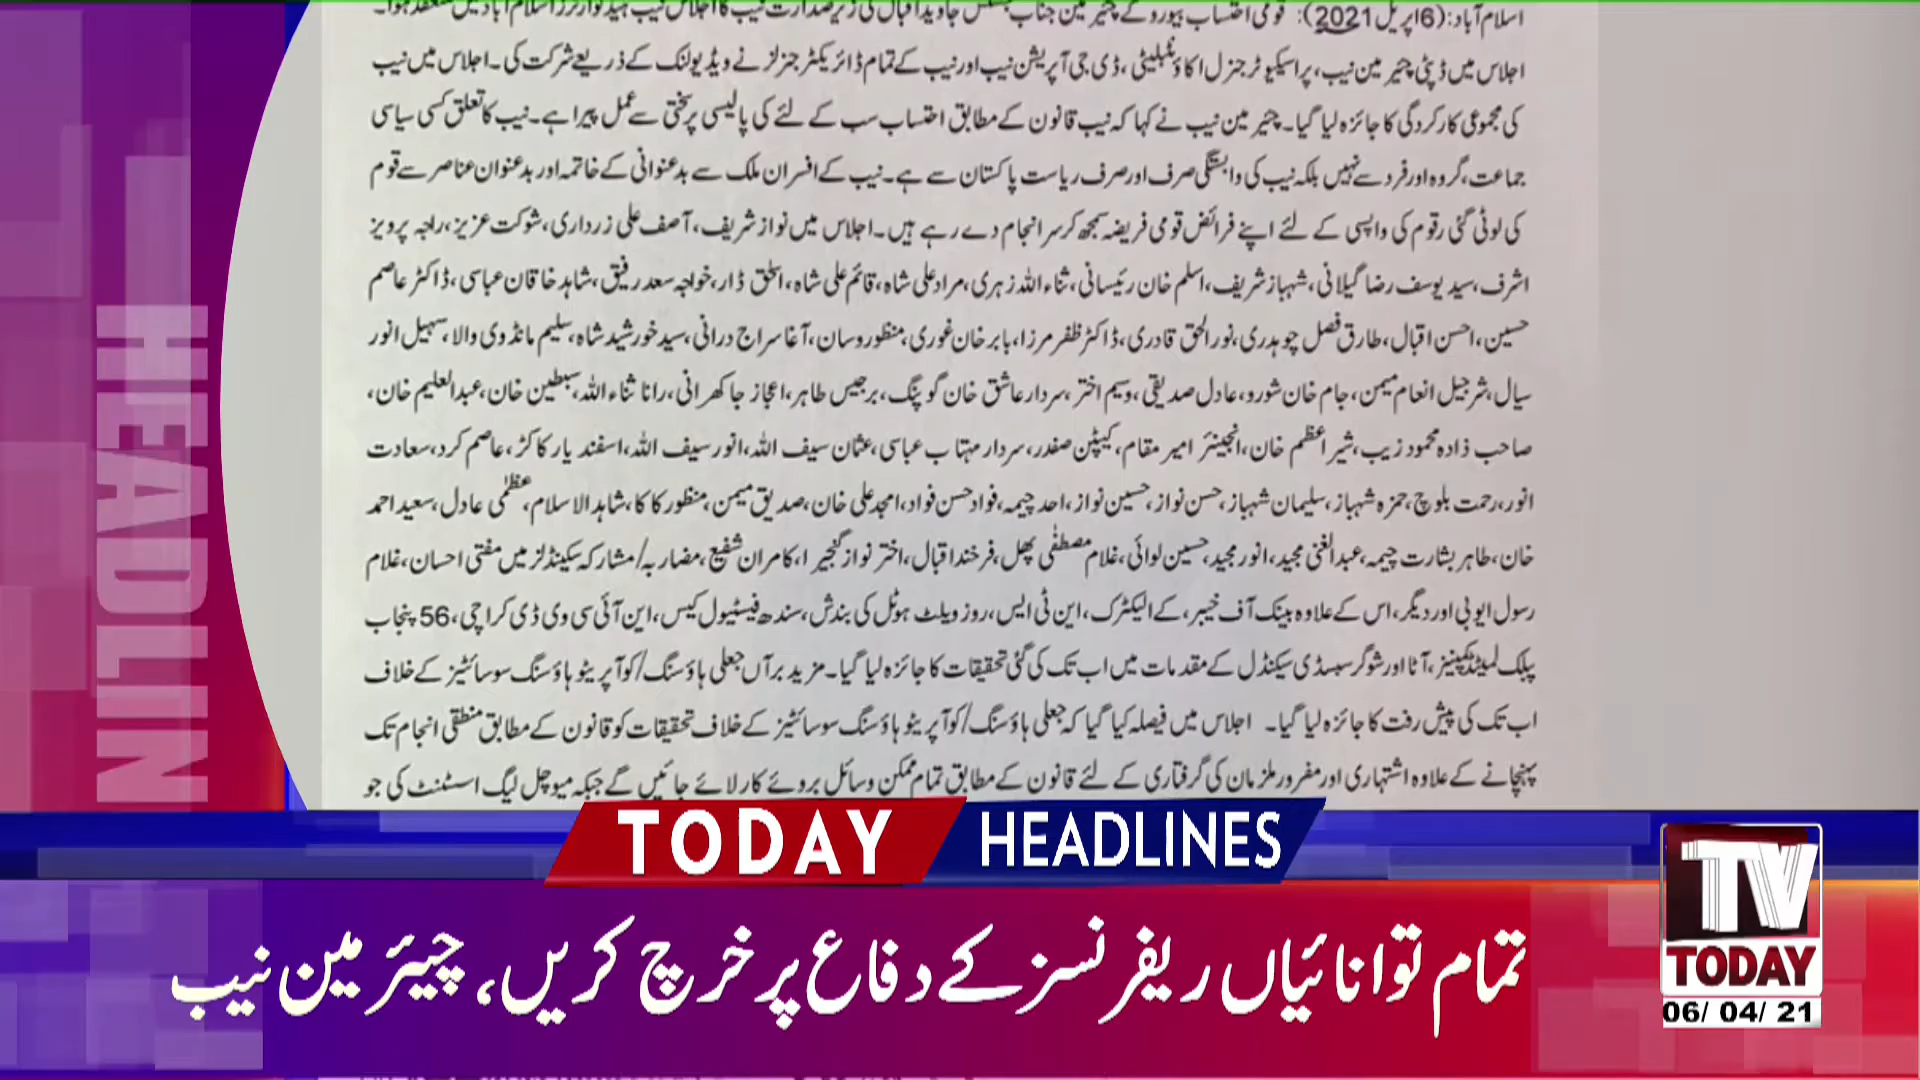 اسلام آباد: (6 اپریل 2021): قومی احتساب بیورو کے چیئرمین جناب جسٹس جاوید اقبال کی زیر صدارت نیب کا اجلاس نیب ہیڈ کوارٹرز اسلام آباد میں منعقد ہوا۔
اجلاس میں ڈپٹی چیئرمین نیب، پراسیکیوٹر جنرل اکاؤنٹبلیٹی، ڈی جی آپریشن نیب اور نیب کے تمام ڈائریکٹر جنرلز نے ویڈیو لنک کے ذریعے شرکت کی۔ اجلاس میں نیب
کی مجموعی کارکردگی کا جائزہ لیا گیا۔ چیئرمین نیب نے کہا کہ نیب قانون کے مطابق احتساب سب کے لئے کی پالیسی پر سختی سے عمل پیرا ہے۔ نیب کا تعلق کسی سیاسی
جماعت، گروہ اور فرد سے نہیں بلکہ نیب کی وابستگی صرف اور صرف ریاست پاکستان سے ہے۔ نیب کے افسران ملک سے بدعنوانی کے خاتمہ اور بدعنوان عناصر سے قوم
کی لوٹی گئی رقوم کی واپسی کے لئے اپنے فرائض قومی فریضہ سمجھ کر سرانجام دے رہے ہیں۔ اجلاس میں نواز شریف، آصف علی زرداری، شوکت عزیز، راجہ پرویز
اشرف، سید یوسف رضا گیلانی، شہباز شریف، اسلم خان رئیسانی، ثناء اللہ زہری، مراد علی شاہ، قائم علی شاہ، اسحٰق ڈار، خواجہ سعد رفیق، شاہد خاقان عباسی، ڈاکٹر عاصم
حسین، احسن اقبال، طارق فضل چوہدری، نور الحق قادری، ڈاکٹر ظفر مرزا، بابر خان غوری، منظور وسان، آغا سراج درانی، سید خورشید شاہ، سلیم مانڈوی والا، سہیل انور
سیال، شرجیل انعام میمن، جام خان شورو، عادل صدیقی، وسیم اختر، سردار عاشق خان گوپنگ، برجیس طاہر، اعجاز جاکھرانی، رانا ثناء اللہ، سبطین خان، عبدالعلیم خان،
صاحب ذادہ محمود زیب، شیر اعظم خان، انجینئر امیر مقام، کیپٹن صفدر، سردار مہتاب عباسی، عثمان سیف اللہ، انور سیف اللہ، اسفند یار کاکڑ، عاصم کرد، سعادت
انور، رحمت بلوچ، حمزہ شہباز، سلیمان شہباز، حسن نواز، حسین نواز، احد چیمہ، فواد حسن فواد، امجد علی خان، صدیق میمن، منظور کاکا، شاہد الاسلام، عظمٰی عادل، سعید احمد
خان، طاہر بشارت چیمہ، عبدالغنی مجید، انور مجید، حسین لوائی، غلام مصطفٰی پھل، فرخند اقبال، اختر نواز گنجیرا، کامران شفیع، مضاربہ/مشارکہ سکینڈلز میں مفتی احسان، غلام
رسول ایوبی اور دیگر، اس کے علاوہ بینک آف خیبر، کے الیکٹرک، این ٹی ایس، روز ویلٹ ہوٹل کی بندش، سندھ فیسٹیول کیس، این آئی سی وی ڈی کراچی، 56 پنجاب
پبلک لمیٹڈ کمپنیز، آٹا اور شوگر سبسڈی سکینڈل کے مقدمات میں اب تک کی گئی تحقیقات کا جائزہ لیا گیا۔ مزید برآں جعلی ہاؤسنگ/کوآپریٹو ہاؤسنگ سوسائٹیز کے خلاف
اب تک کی پیش رفت کا جائزہ لیا گیا۔ اجلاس میں فیصلہ کیا گیا کہ جعلی ہاؤسنگ/کوآپریٹو ہاؤسنگ سوسائٹیز کے خلاف تحقیقات کو قانون کے مطابق منطقی انجام تک
پہنچانے کے علاوہ اشتہاری اور مفرور ملزمان کی گرفتاری کے لئے قانون کے مطابق تمام ممکن وسائل بروئے کار لائے جائیں گے جبکہ میوچل لیگ اسسٹنٹ کی جو
HEADLIN
TODAY HEADLINES
تمام توانائیاں ریفرنسز کے دفاع پر خرچ کریں، چیئر مین نیب
TV
TODAY
06/ 04/ 21